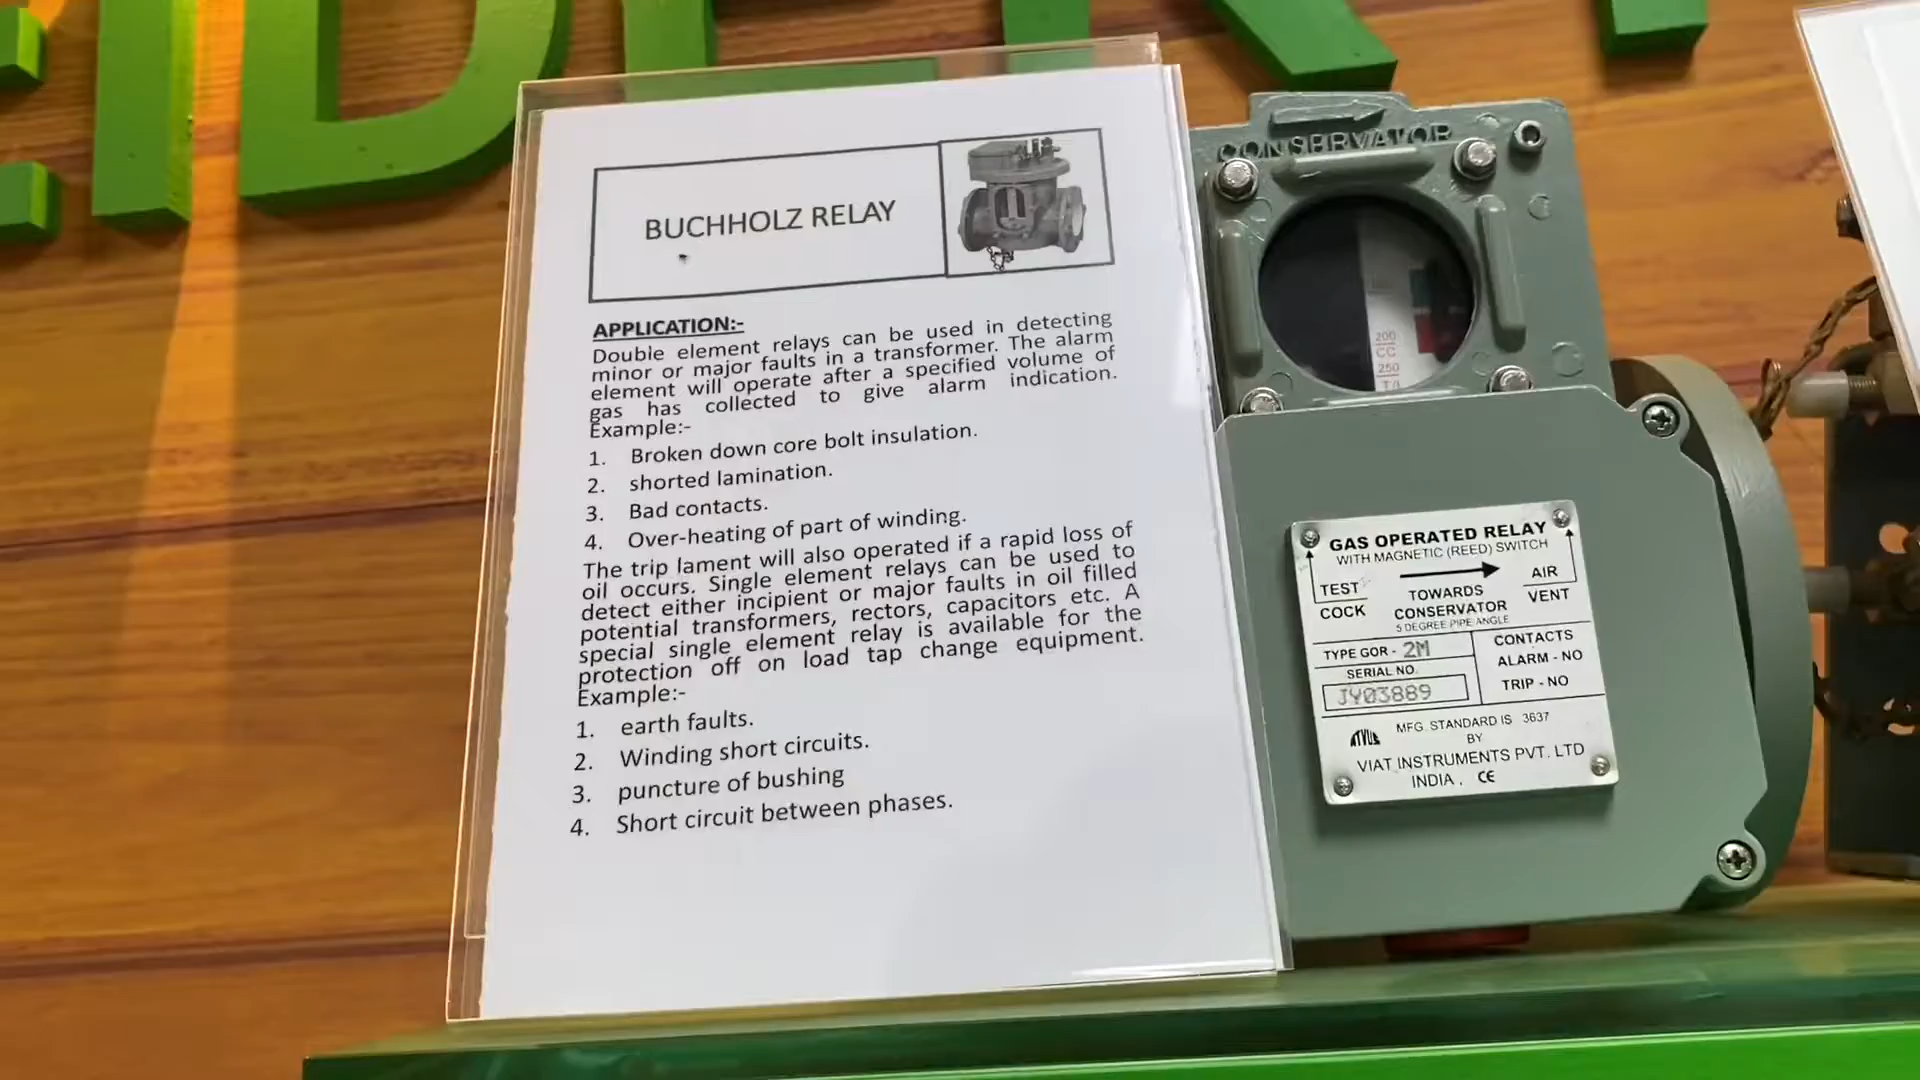 BUCHHOLZ RELAY
APPLICATION:-
Double element relays can be used in detecting
minor or major faults in a transformer. The alarm
element will operate after a specified volume of
gas has collected to give alarm indication.
Example:-
1. Broken down core bolt insulation.
2. shorted lamination.
3. Bad contacts.
4. Over-heating of part of winding.
The trip lament will also operated if a rapid loss of
oil occurs. Single element relays can be used to
detect either incipient or major faults in oil filled
potential transformers, rectors, capacitors etc. A
special single element relay is available for the
protection off on load tap change equipment.
Example:-
1. earth faults.
2. Winding short circuits.
3. puncture of bushing
4. Short circuit between phases.
CONSERVATOR
200
CC
250
GAS OPERATED RELAY
WITH MAGNETIC (REED) SWITCH
TEST
COCK
TOWARDS
CONSERVATOR
5 DEGREE PIPE ANGLE
AIR
VENT
TYPE GOR - 2M
SERIAL NO.
JY03889
CONTACTS
ALARM - NO
TRIP - NO
MFG. STANDARD IS 3637
BY
VIAT INSTRUMENTS PVT. LTD
INDIA . CE